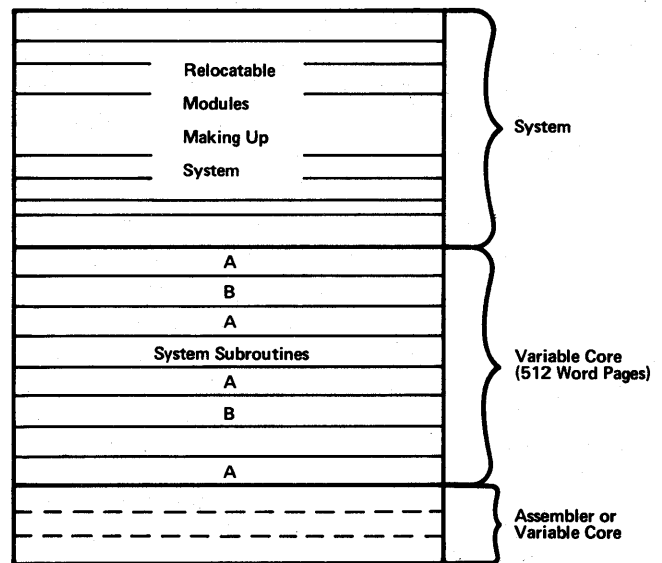 Relocatable
Modules
Making Up
System
System
A
B
A
System Subroutines
A
B
A
Variable Core
(512 Word Pages)
Assembler or
Variable Core